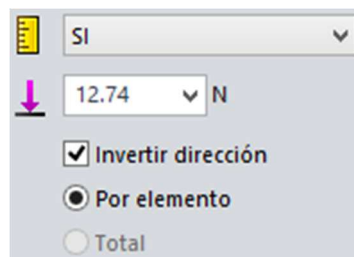 SI
12.74 N
Invertir dirección
Por elemento
Total